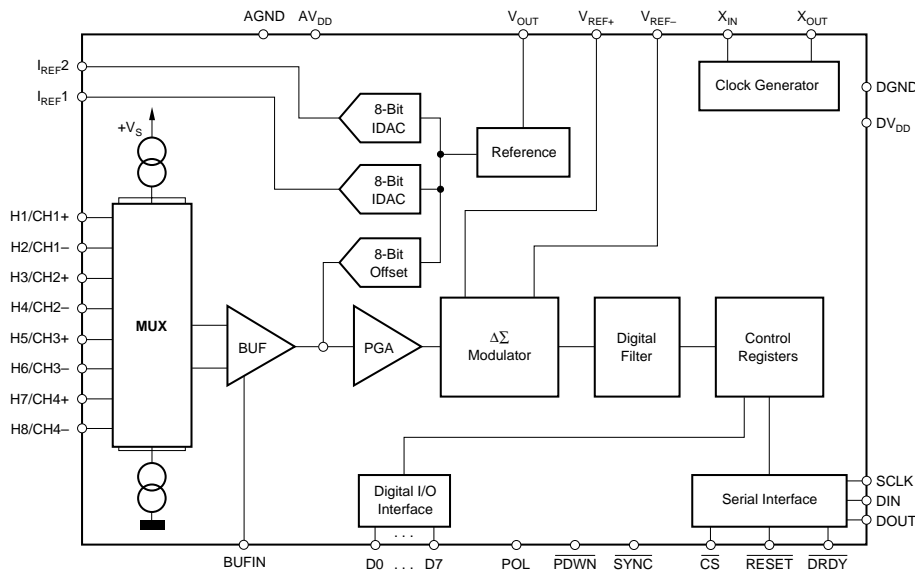 AGND AVDD VOUT VREF+ VREF– XIN XOUT
IREF2
IREF1
8-Bit
IDAC
Clock Generator
DGND
DVDD
+VS
Reference
8-Bit
IDAC
H1/CH1+
H2/CH1–
H3/CH2+
H4/CH2–
H5/CH3+
H6/CH3–
H7/CH4+
H8/CH4–
8-Bit
Offset
MUX
BUF
PGA
ΔΣ
Modulator
Digital
Filter
Control
Registers
Digital I/O
Interface
Serial Interface
SCLK
DIN
DOUT
. . .
BUFIN D0 . . . D7 POL PDWN SYNC CS RESET DRDY